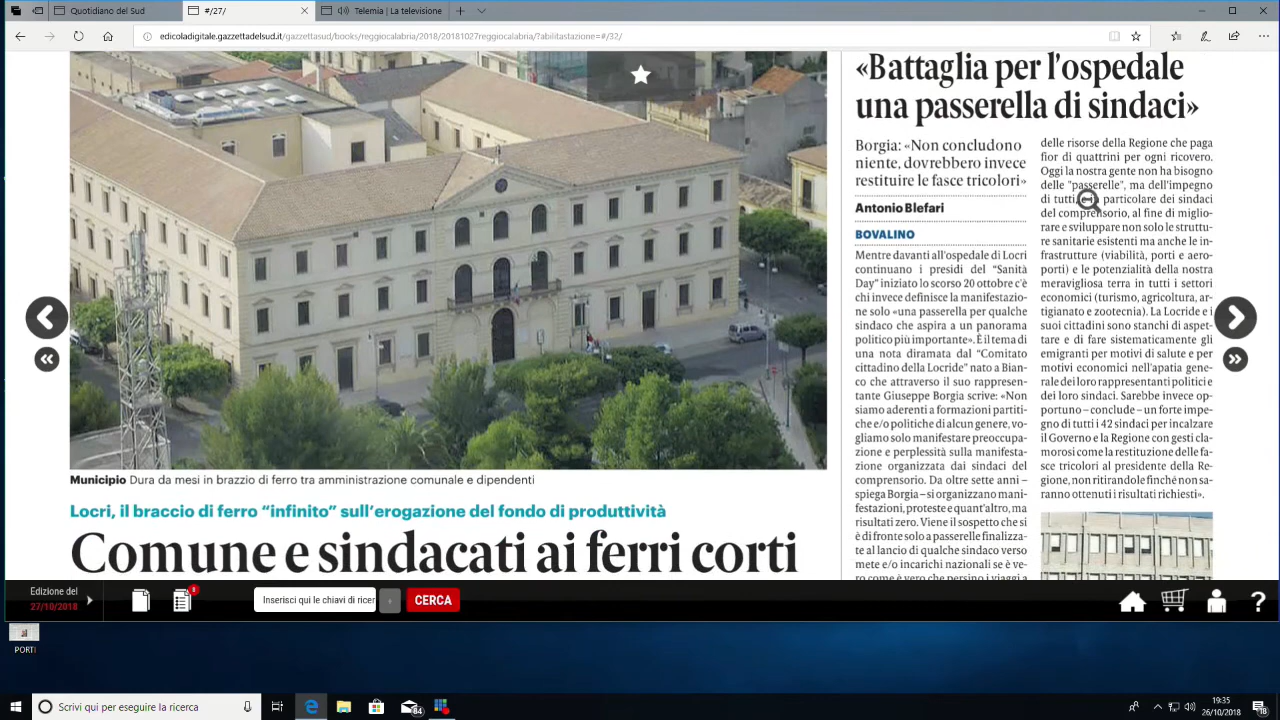 Quotidiano del Sud
#/27/
Telemia | La televisione
edicoladigitale.gazzettadelsud.it/gazzettasud/books/reggiocalabria/2018/20181027reggiocalabria/?abilitastazione=#/32/
Municipio Dura da mesi in brazzio di ferro tra amministrazione comunale e dipendenti
Locri, il braccio di ferro “infinito” sull’erogazione del fondo di produttività
Comune e sindacati ai ferri corti
«Battaglia per l’ospedale
una passerella di sindaci»
Borgia: «Non concludono
niente, dovrebbero invece
restituire le fasce tricolori»
Antonio Blefari
BOVALINO
Mentre davanti all’ospedale di Locri
continuano i presidi del “Sanità
Day” iniziato lo scorso 20 ottobre c’è
chi invece definisce la manifestazio-
ne solo «una passerella per qualche
sindaco che aspira a un panorama
politico più importante». È il tema di
una nota diramata dal “Comitato
cittadino della Locride” nato a Bian-
co che attraverso il suo rappresen-
tante Giuseppe Borgia scrive: «Non
siamo aderenti a formazioni partiti-
che e/o politiche di alcun genere, vo-
gliamo solo manifestare preoccupa-
zione e perplessità sulla manifesta-
zione organizzata dai sindaci del
comprensorio. Da oltre sette anni –
spiega Borgia – si organizzano mani-
festazioni, proteste e quant’altro, ma
risultati zero. Viene il sospetto che si
è di fronte solo a passerelle finalizza-
te al lancio di qualche sindaco verso
mete e/o incarichi nazionali se è ve-
ro come è vero che persino i viaggi a
delle risorse della Regione che paga
fior di quattrini per ogni ricovero.
Oggi la nostra gente non ha bisogno
delle "passerelle", ma dell’impegno
di tutti, particolare dei sindaci
del comprensorio, al fine di miglio-
rare e sviluppare non solo le struttu-
re sanitarie esistenti ma anche le in-
frastrutture (viabilità, porti e aero-
porti) e le potenzialità della nostra
meravigliosa terra in tutti i settori
economici (turismo, agricoltura, ar-
tigianato e zootecnia). La Locride e i
suoi cittadini sono stanchi di aspet-
tare e di fare sistematicamente gli
emigranti per motivi di salute e per
motivi economici nell’apatia gene-
rale dei loro rappresentanti politici e
dei loro sindaci. Sarebbe invece op-
portuno – conclude – un forte impe-
gno di tutti i 42 sindaci per incalzare
il Governo e la Regione con gesti cla-
morosi come la restituzione delle fa-
sce tricolori al presidente della Re-
gione, non ritirandole finché non sa-
ranno ottenuti i risultati richiesti».
Edizione del
27/10/2018
Inserisci qui le chiavi di ricer
CERCA
?
PORTI
Scrivi qui per eseguire la ricerca
84
19:35
26/10/2018
18